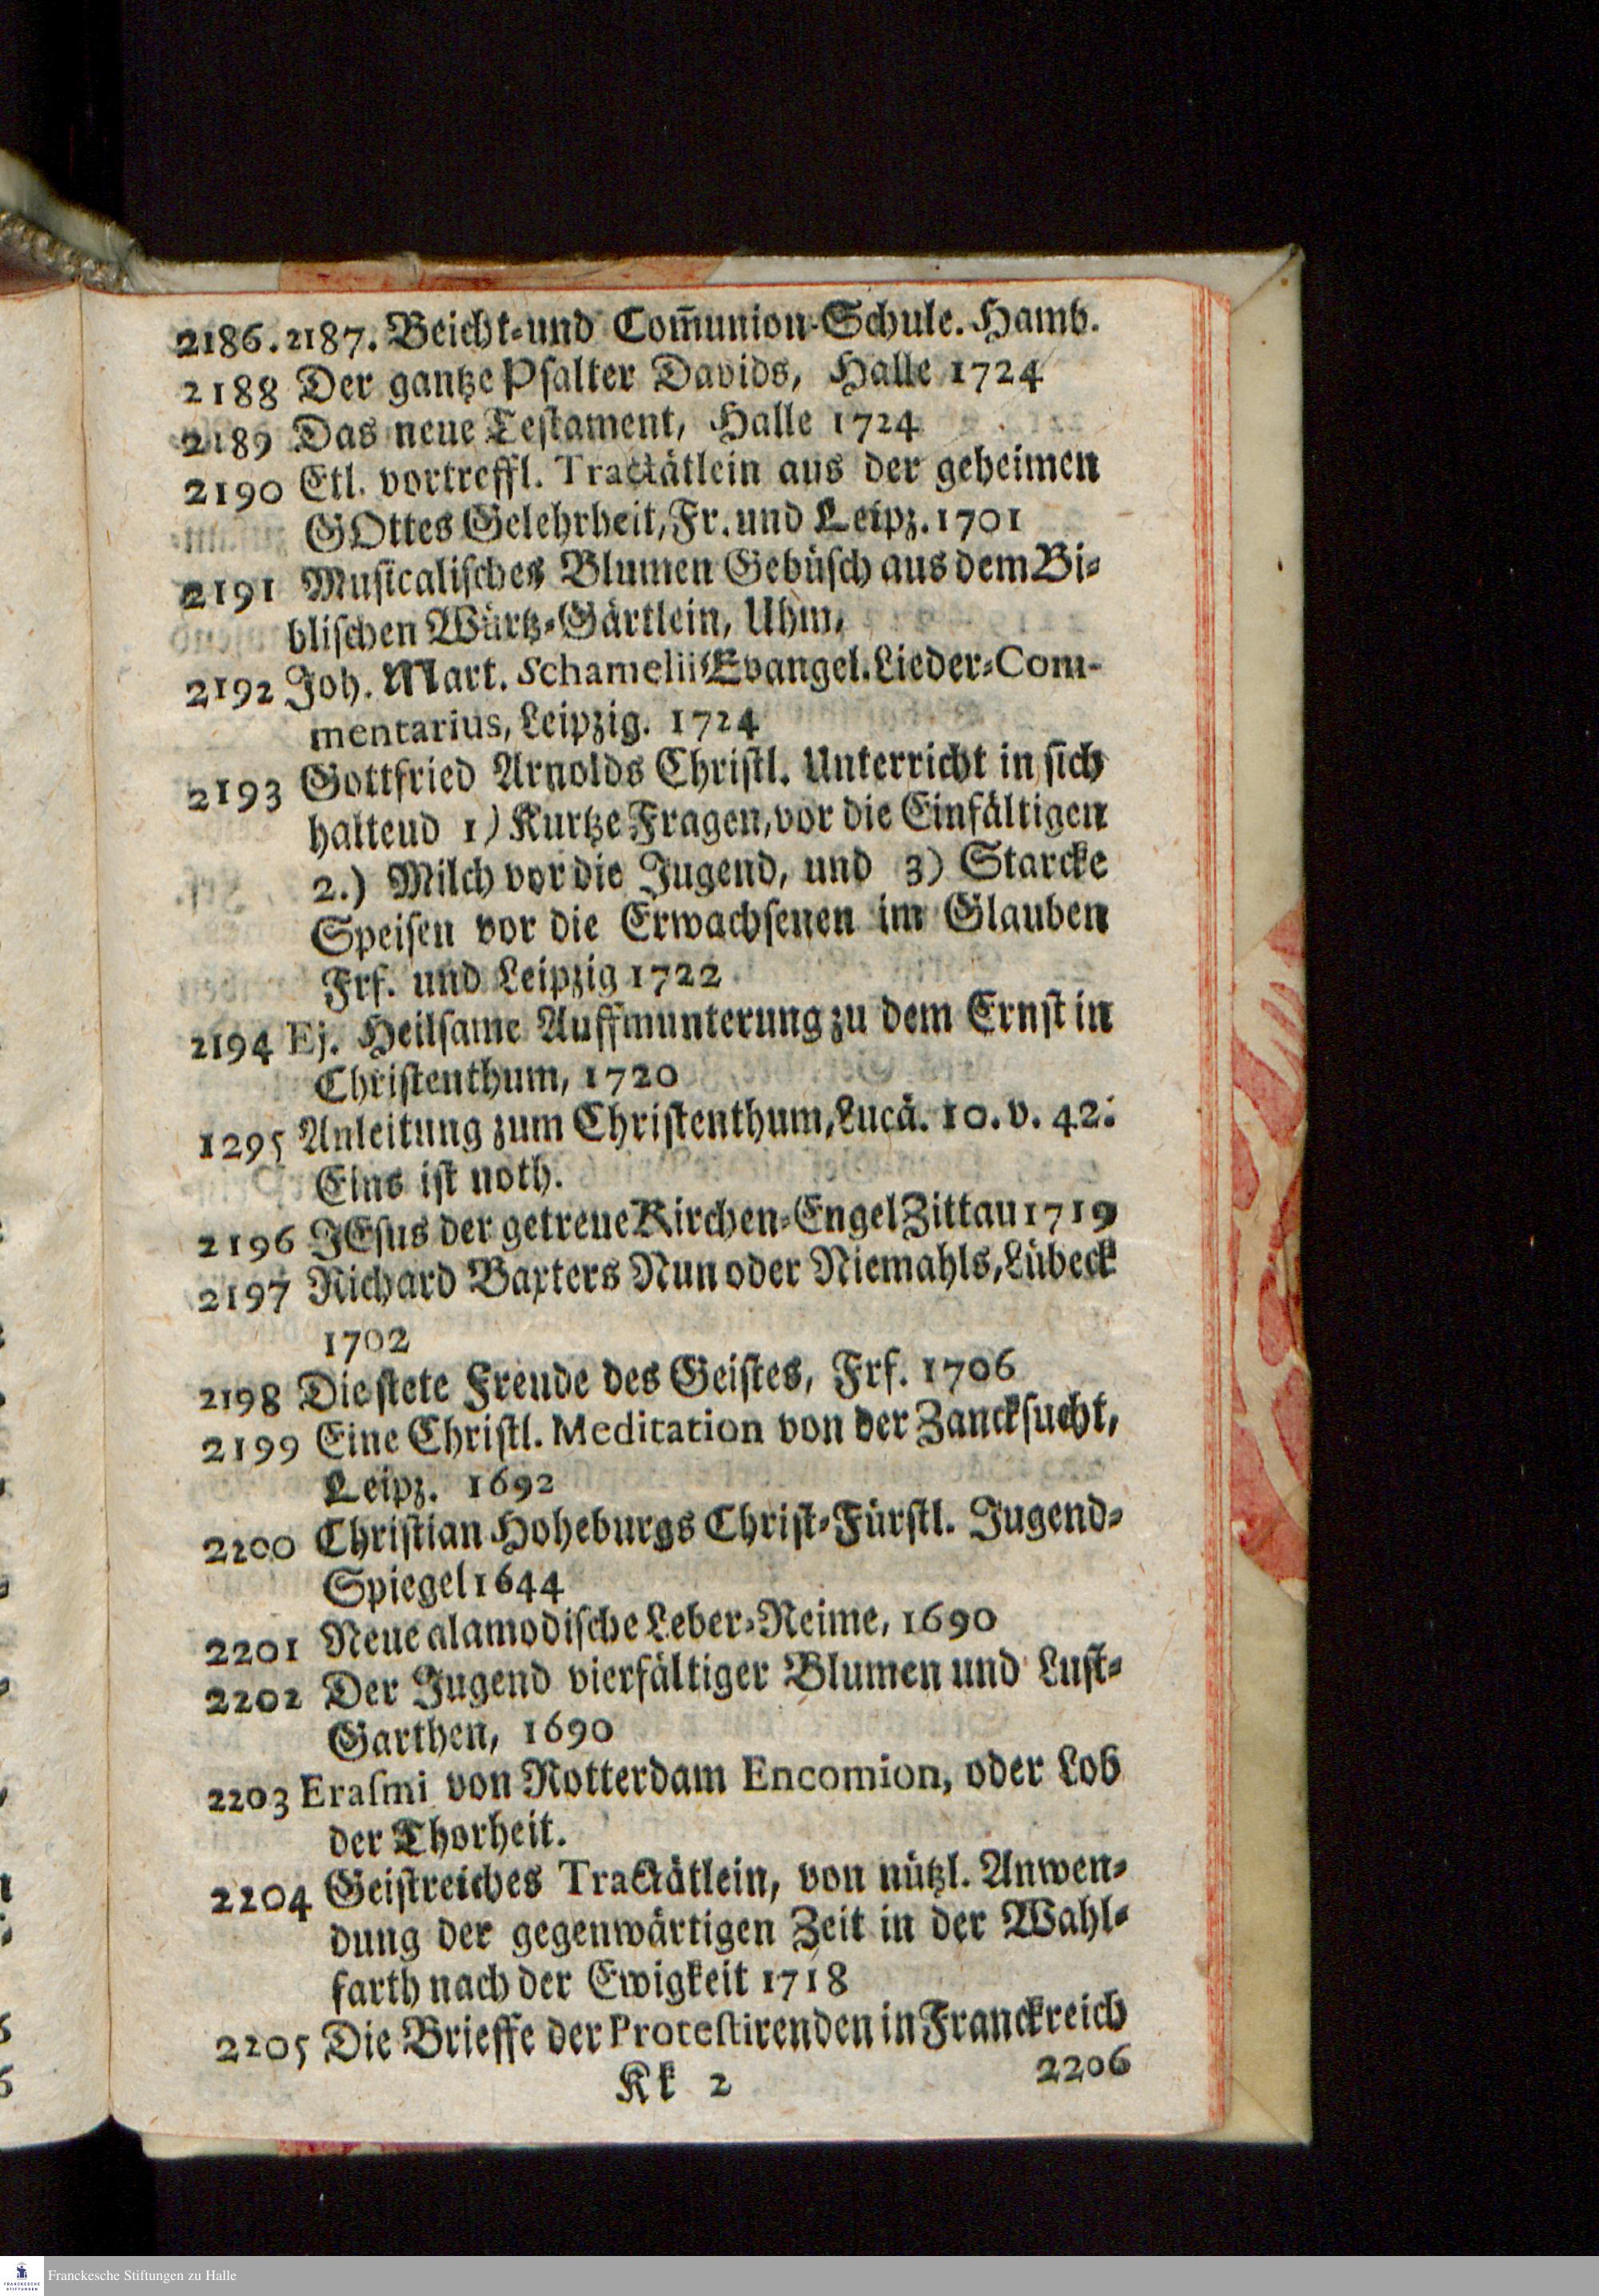 2186. 2187. Beicht-und Com̄union-Schule. Hamb.
2188 Der gantze Psalter Davids, Halle 1724
2189 Das neue Testament, Halle 1724
2190 Etl. vortreffl. Tractätlein aus der geheimen
GOttes Gelehrheit, Fr. und Leipz. 1701
2191 Musicalisches Blumen Gebüsch aus dem Bi-
blischen Würtz-Gärtlein, Uhm,
2192 Joh. Mart. Schamelii Evangel. Lieder-Com-
mentarius, Leipzig. 1724
2193 Gottfried Arnolds Christl. Unterricht in sich
haltend 1) Kurtze Fragen, vor die Einfältigen
2.) Milch vor die Jugend, und 3) Starcke
Speisen vor die Erwachsenen im Glauben
Frf. und Leipzig 1722
2194 Ej. Heilsame Auffmunterung zu dem Ernst in
Christenthum, 1720
1295 Anleitung zum Christenthum, Lucä. 10. v. 42:
Eins ist noth.
2196 JEsus der getreue Kirchen-Engel Zittau 1719
2197 Richard Baxters Nun oder Niemahls, Lübeck
1702
2198 Die stete Freude des Geistes, Frf. 1706
2199 Eine Christl. Meditation von der Zancksucht,
Leipz. 1692
2200 Christian Hoheburgs Christ-Fürstl. Jugend-
Spiegel 1644
2201 Neue alamodische Leber-Reime, 1690
2202 Der Jugend vierfältiger Blumen und Lust-
Garthen, 1690
2203 Erasmi von Rotterdam Encomion, oder Lob
der Thorheit.
2204 Geistreiches Tractätlein, von nützl. Anwen-
dung der gegenwärtigen Zeit in der Wahl-
farth nach der Ewigkeit 1718
2205 Die Brieffe der Protestirenden in Franckreich
Kk 2 2206
Franckesche Stiftungen zu Halle